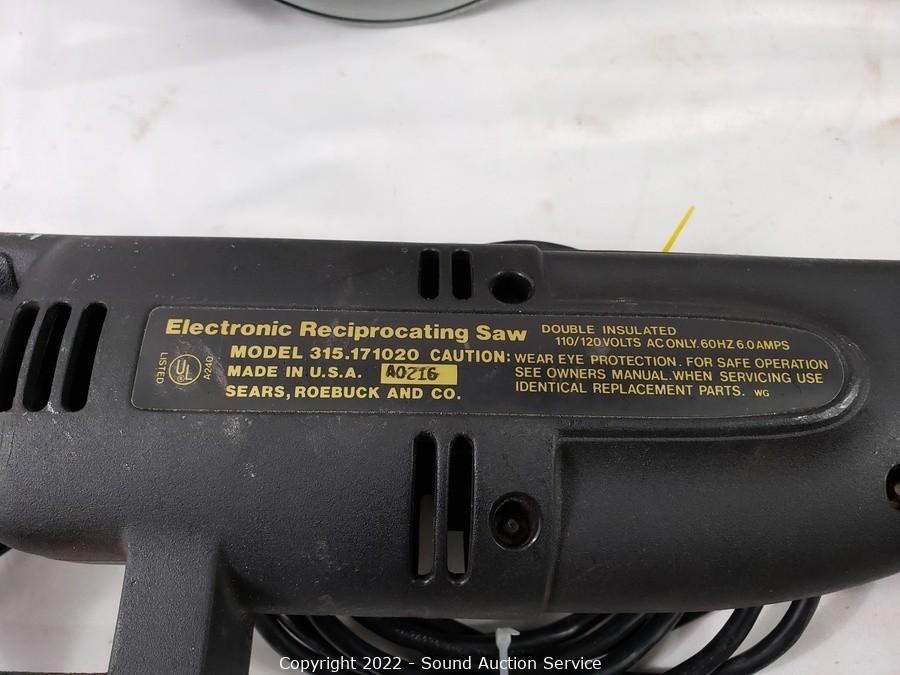 Electronic Reciprocating Saw
DOUBLE INSULATED
110/120 VOLTS AC ONLY. 60HZ 6.0 AMPS
MODEL 315.171020 CAUTION: WEAR EYE PROTECTION. FOR SAFE OPERATION
MADE IN U.S.A. A0216 SEE OWNERS MANUAL. WHEN SERVICING USE
SEARS, ROEBUCK AND CO. IDENTICAL REPLACEMENT PARTS. WG
LISTED
UL
A-240
Copyright 2022 - Sound Auction Service